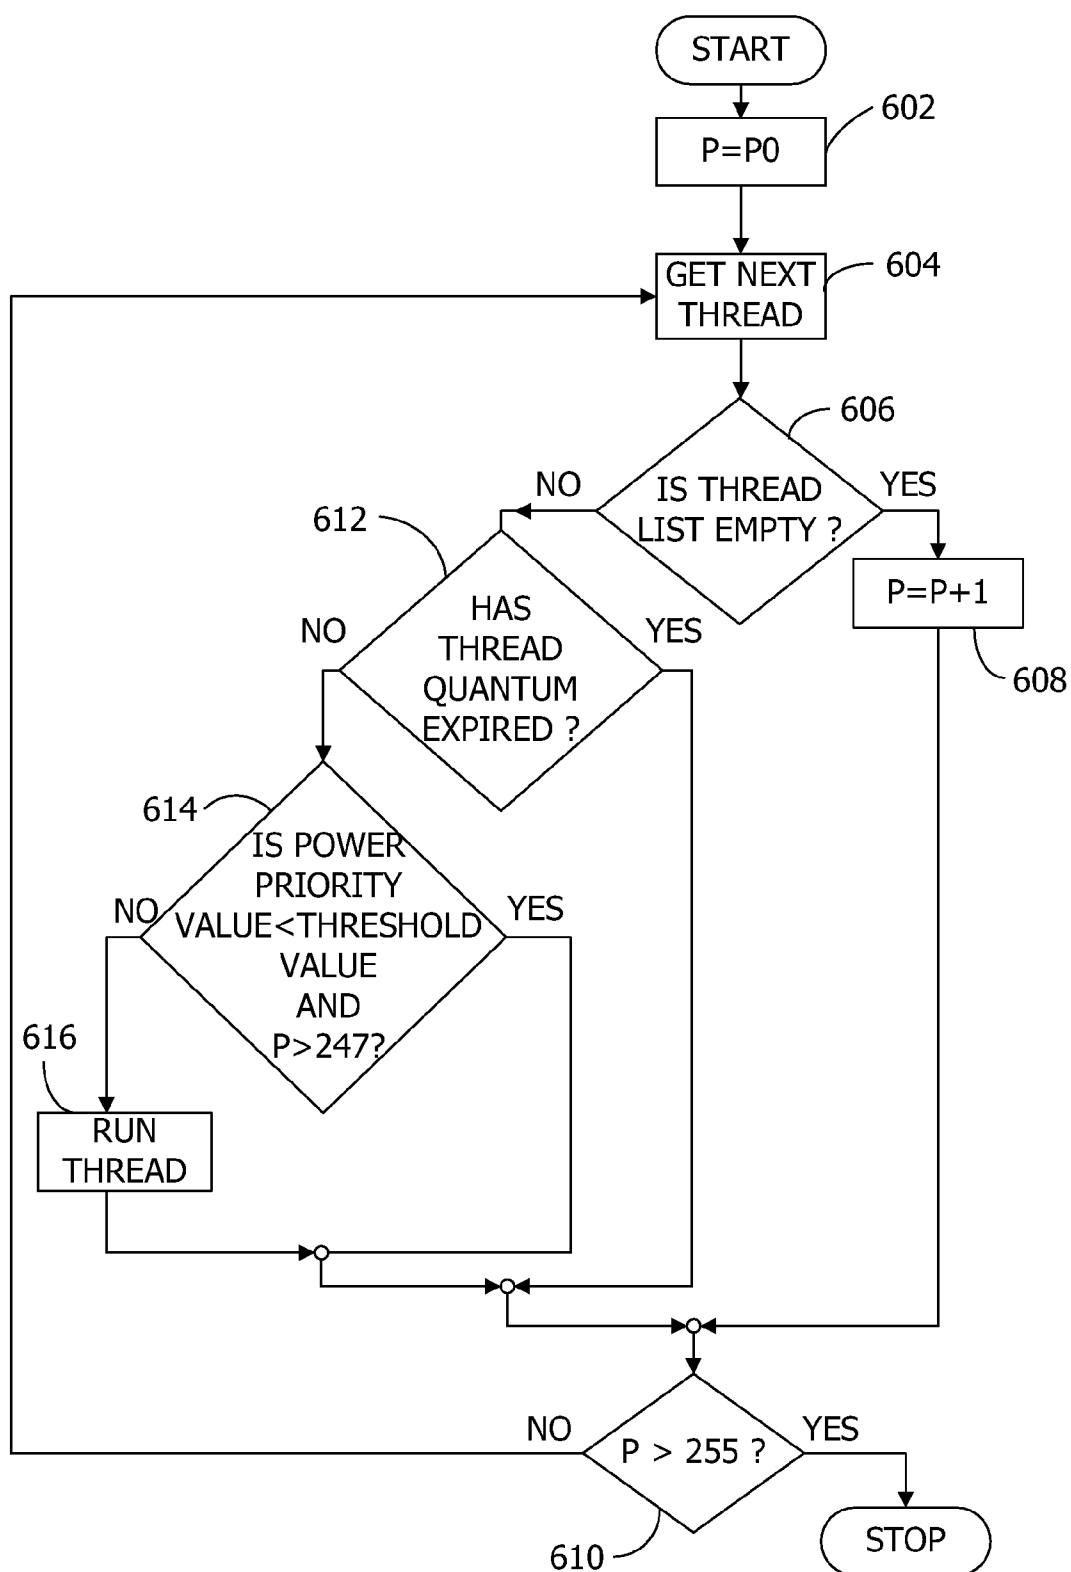 START
602
P=P0
604
GET NEXT
THREAD
606
IS THREAD
LIST EMPTY ?
NO
YES
P=P+1
608
612
HAS
THREAD
QUANTUM
EXPIRED ?
NO
YES
614
IS POWER
PRIORITY
VALUE<THRESHOLD
VALUE
AND
P>247?
NO
YES
616
RUN
THREAD
P > 255 ?
NO
YES
610
STOP